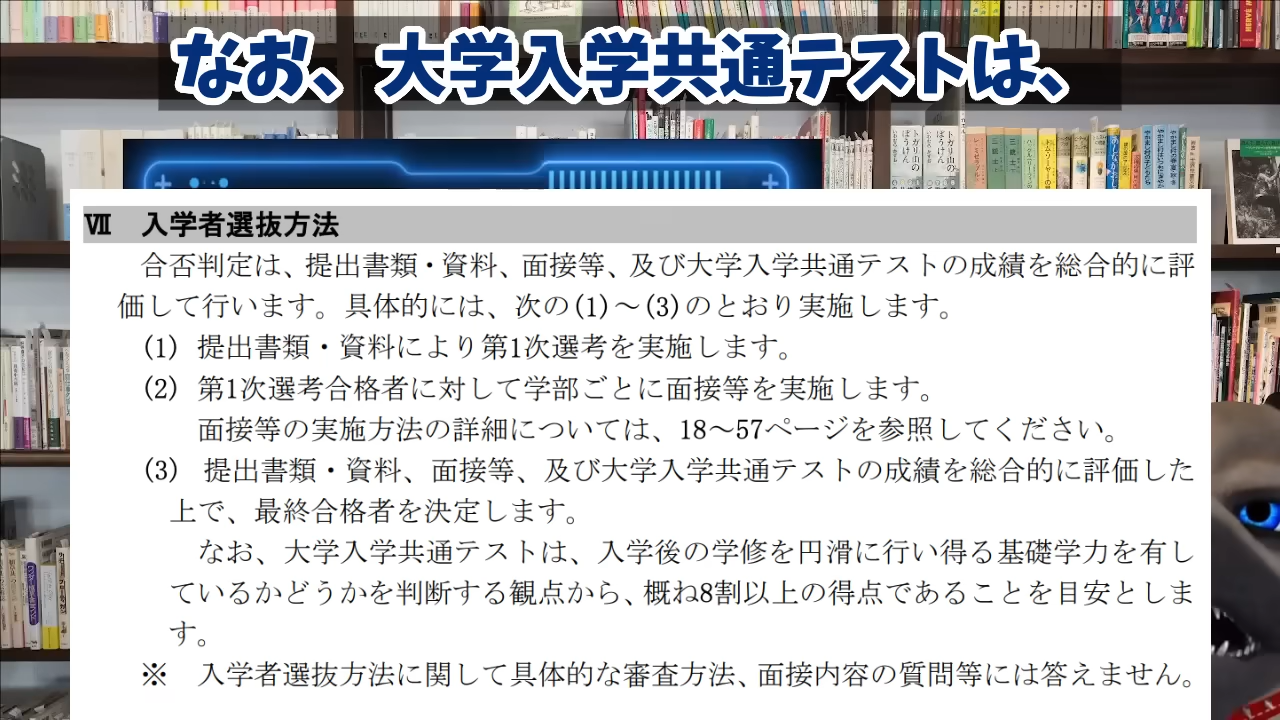 なお、大学入学共通テストは、
Ⅶ 入学者選抜方法
合否判定は、提出書類・資料、面接等、及び大学入学共通テストの成績を総合的に評
価して行います。具体的には、次の(1)～(3)のとおり実施します。
(1) 提出書類・資料により第1次選考を実施します。
(2) 第1次選考合格者に対して学部ごとに面接等を実施します。
面接等の実施方法の詳細については、18～57ページを参照してください。
(3) 提出書類・資料、面接等、及び大学入学共通テストの成績を総合的に評価した
上で、最終合格者を決定します。
なお、大学入学共通テストは、入学後の学修を円滑に行い得る基礎学力を有し
ているかどうかを判断する観点から、概ね8割以上の得点であることを目安としま
す。
※ 入学者選抜方法に関して具体的な審査方法、面接内容の質問等には答えません。